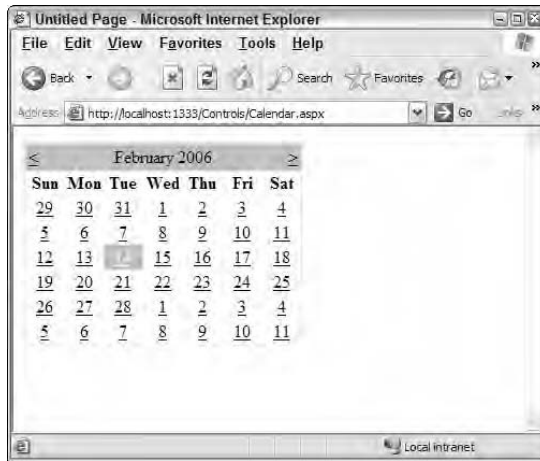 Untitled Page - Microsoft Internet Explorer
File Edit View Favorites Tools Help
Back Search Favorites »
Address http://localhost:1333/Controls/Calendar.aspx Go Links »
< February 2006 >
Sun Mon Tue Wed Thu Fri Sat
29 30 31 1 2 3 4
5 6 7 8 9 10 11
12 13 15 16 17 18
19 20 21 22 23 24 25
26 27 28 1 2 3 4
5 6 7 8 9 10 11
Local intranet